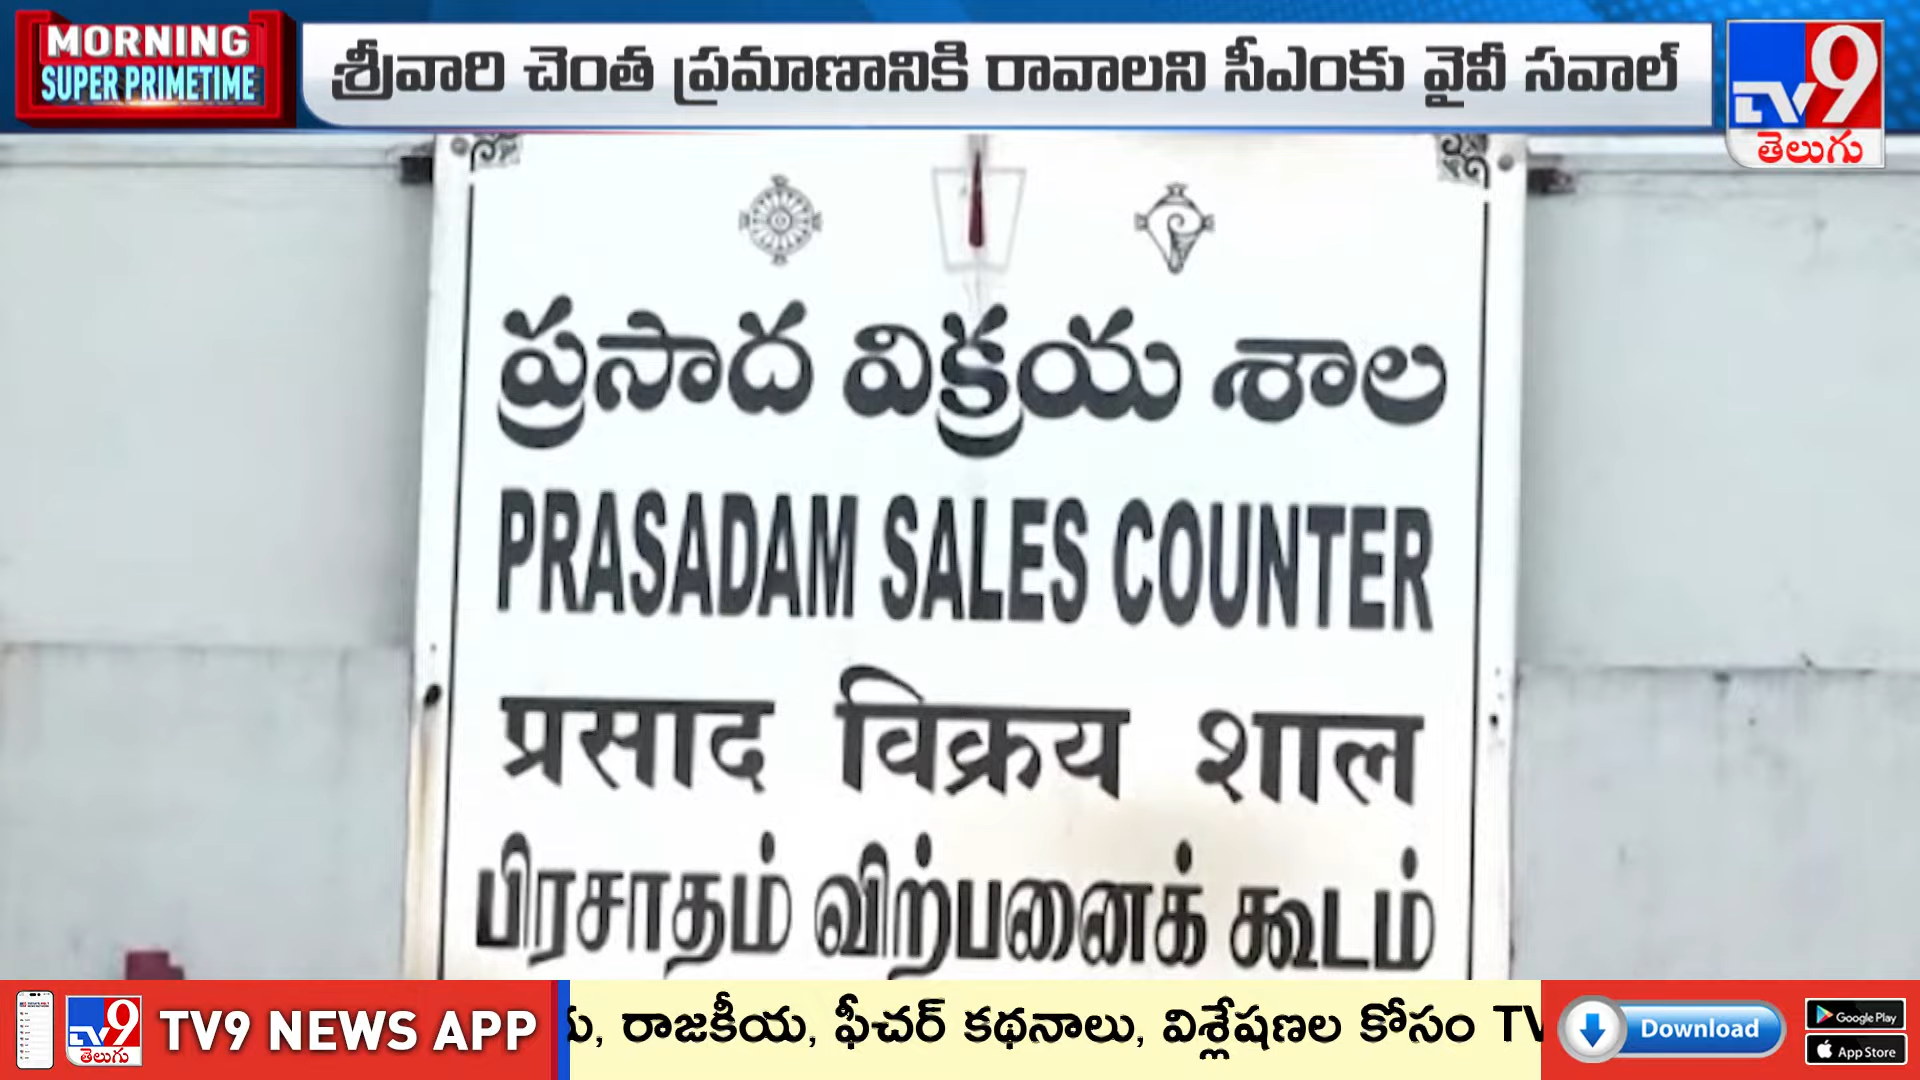 MORNING
SUPER PRIMETIME
శ్రీవారి చెంత ప్రమాణానికి రావాలని సీఎంకు వైవీ సవాల్
TV9
తెలుగు
ప్రసాద విక్రయ శాల
PRASADAM SALES COUNTER
प्रसाद विक्रय शाल
பிரசாதம் விற்பனைக் கூடம்
TV9
తెలుగు
TV9 NEWS APP
, రాజకీయ, ఫీచర్ కథనాలు, విశ్లేషణల కోసం TV
Download
Google Play
App Store